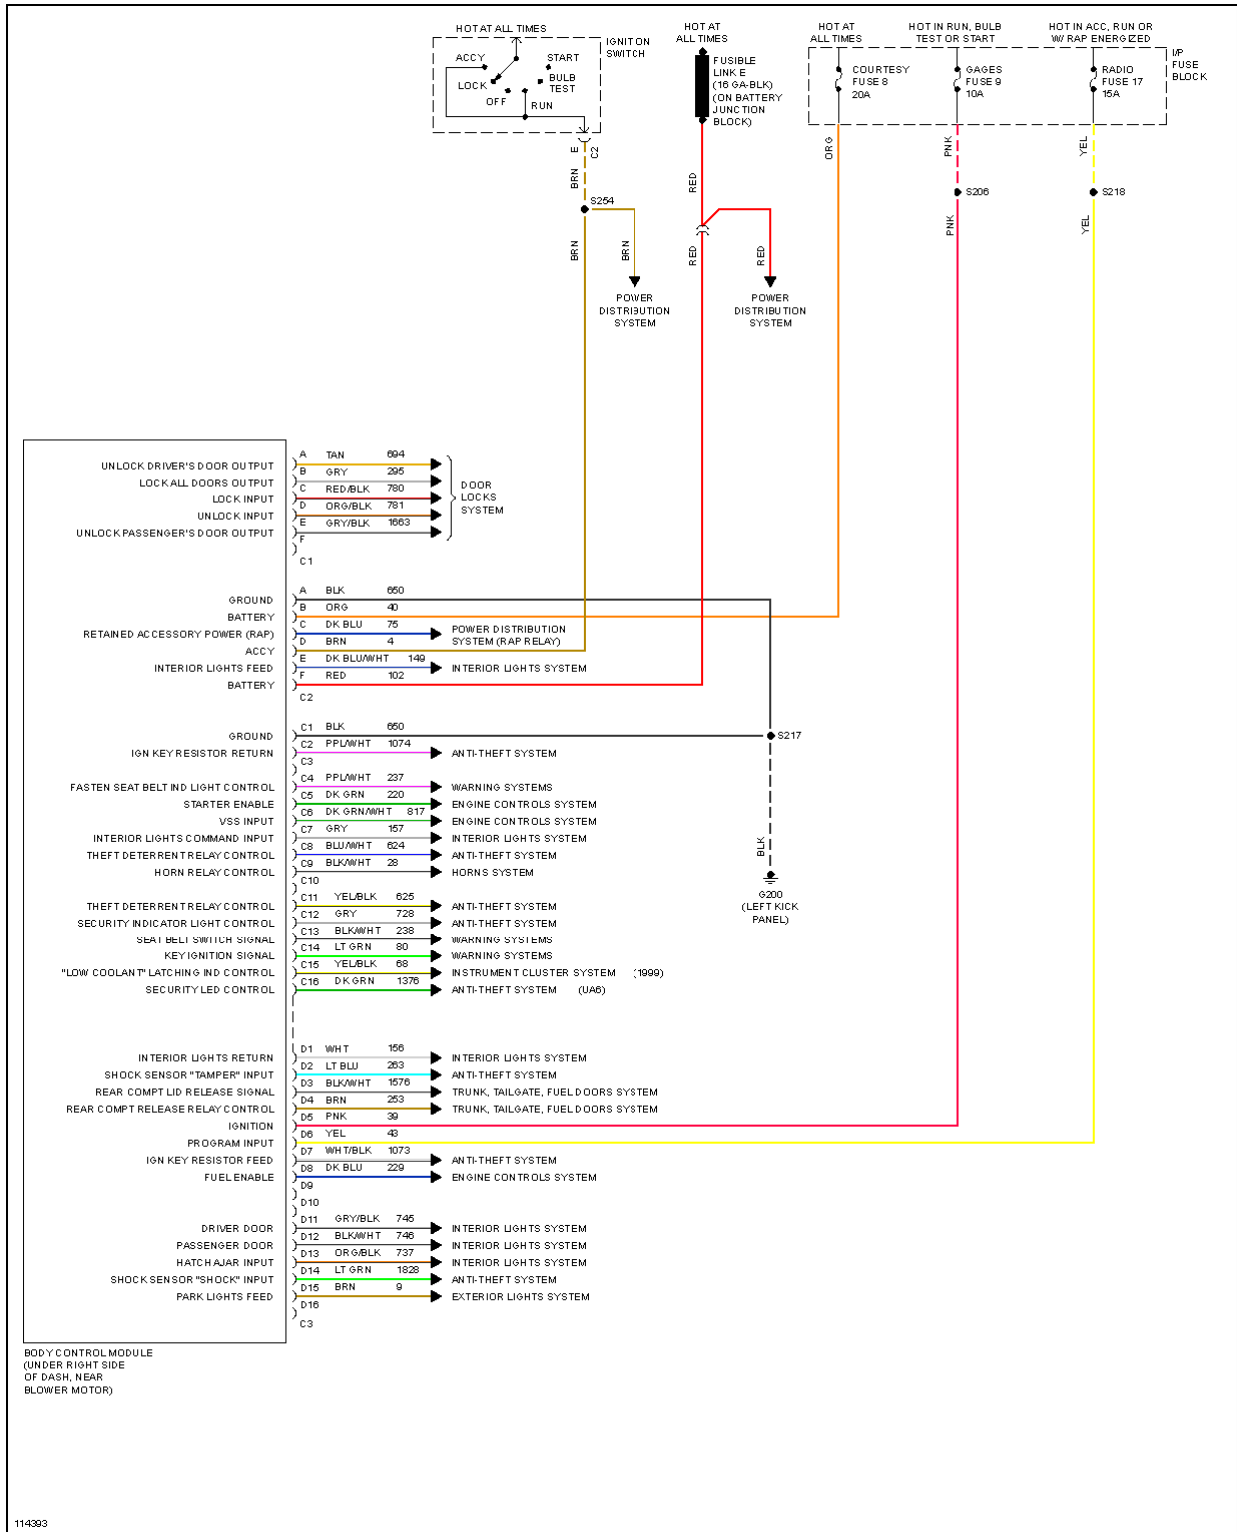 HOT AT ALL TIMES
HOT AT
ALL TIMES
HOT AT
ALL TIMES
HOT IN RUN, BULB
TEST OR START
HOT IN ACC, RUN OR
W/ RAP ENERGIZED
IGNITION
SWITCH
ACCY
START
LOCK
BULB
TEST
OFF
RUN
FUSIBLE
LINK E
(16 GA-BLK)
(ON BATTERY
JUNCTION
BLOCK)
COURTESY
FUSE 8
20A
GAGES
FUSE 9
10A
RADIO
FUSE 17
15A
I/P
FUSE
BLOCK
E
C2
BRN
RED
ORG
PNK
YEL
S254
S206
S218
BRN
BRN
RED
RED
PNK
YEL
POWER
DISTRIBUTION
SYSTEM
POWER
DISTRIBUTION
SYSTEM
UNLOCK DRIVER'S DOOR OUTPUT A TAN 694
LOCK ALL DOORS OUTPUT B GRY 295
LOCK INPUT C RED/BLK 780
UNLOCK INPUT D ORG/BLK 781
UNLOCK PASSENGER'S DOOR OUTPUT E GRY/BLK 1663
F
C1
DOOR
LOCKS
SYSTEM
GROUND A BLK 650
BATTERY B ORG 40
RETAINED ACCESSORY POWER (RAP) C DK BLU 75 POWER DISTRIBUTION
SYSTEM (RAP RELAY)
ACCY D BRN 4
INTERIOR LIGHTS FEED E DK BLU/WHT 149 INTERIOR LIGHTS SYSTEM
BATTERY F RED 102
C2
GROUND C1 BLK 650
S217
IGN KEY RESISTOR RETURN C2 PPL/WHT 1074 ANTI-THEFT SYSTEM
C3
FASTEN SEAT BELT IND LIGHT CONTROL C4 PPL/WHT 237 WARNING SYSTEMS
STARTER ENABLE C5 DK GRN 220 ENGINE CONTROLS SYSTEM
VSS INPUT C6 DK GRN/WHT 817 ENGINE CONTROLS SYSTEM
INTERIOR LIGHTS COMMAND INPUT C7 GRY 157 INTERIOR LIGHTS SYSTEM
THEFT DETERRENT RELAY CONTROL C8 BLU/WHT 624 ANTI-THEFT SYSTEM
HORN RELAY CONTROL C9 BLK/WHT 28 HORNS SYSTEM
C10
BLK
G200
(LEFT KICK
PANEL)
THEFT DETERRENT RELAY CONTROL C11 YEL/BLK 625 ANTI-THEFT SYSTEM
SECURITY INDICATOR LIGHT CONTROL C12 GRY 728 ANTI-THEFT SYSTEM
SEAT BELT SWITCH SIGNAL C13 BLK/WHT 238 WARNING SYSTEMS
KEY IGNITION SIGNAL C14 LT GRN 80 WARNING SYSTEMS
"LOW COOLANT" LATCHING IND CONTROL C15 YEL/BLK 68 INSTRUMENT CLUSTER SYSTEM (1999)
SECURITY LED CONTROL C16 DK GRN 1376 ANTI-THEFT SYSTEM (UA6)
INTERIOR LIGHTS RETURN D1 WHT 156 INTERIOR LIGHTS SYSTEM
SHOCK SENSOR "TAMPER" INPUT D2 LT BLU 263 ANTI-THEFT SYSTEM
REAR COMPT LID RELEASE SIGNAL D3 BLK/WHT 1576 TRUNK, TAILGATE, FUEL DOORS SYSTEM
REAR COMPT RELEASE RELAY CONTROL D4 BRN 253 TRUNK, TAILGATE, FUEL DOORS SYSTEM
IGNITION D5 PNK 39
PROGRAM INPUT D6 YEL 43
IGN KEY RESISTOR FEED D7 WHT/BLK 1073 ANTI-THEFT SYSTEM
FUEL ENABLE D8 DK BLU 229 ENGINE CONTROLS SYSTEM
D9
D10
DRIVER DOOR D11 GRY/BLK 745 INTERIOR LIGHTS SYSTEM
PASSENGER DOOR D12 BLK/WHT 746 INTERIOR LIGHTS SYSTEM
HATCH AJAR INPUT D13 ORG/BLK 737 INTERIOR LIGHTS SYSTEM
SHOCK SENSOR "SHOCK" INPUT D14 LT GRN 1828 ANTI-THEFT SYSTEM
PARK LIGHTS FEED D15 BRN 9 EXTERIOR LIGHTS SYSTEM
D16
C3
BODY CONTROL MODULE
(UNDER RIGHT SIDE
OF DASH, NEAR
BLOWER MOTOR)
114393